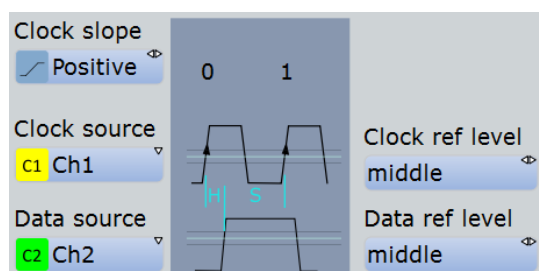 Clock slope
Positive
0 1
Clock source
C1 Ch1
Clock ref level
middle
H S
Data source
C2 Ch2
Data ref level
middle